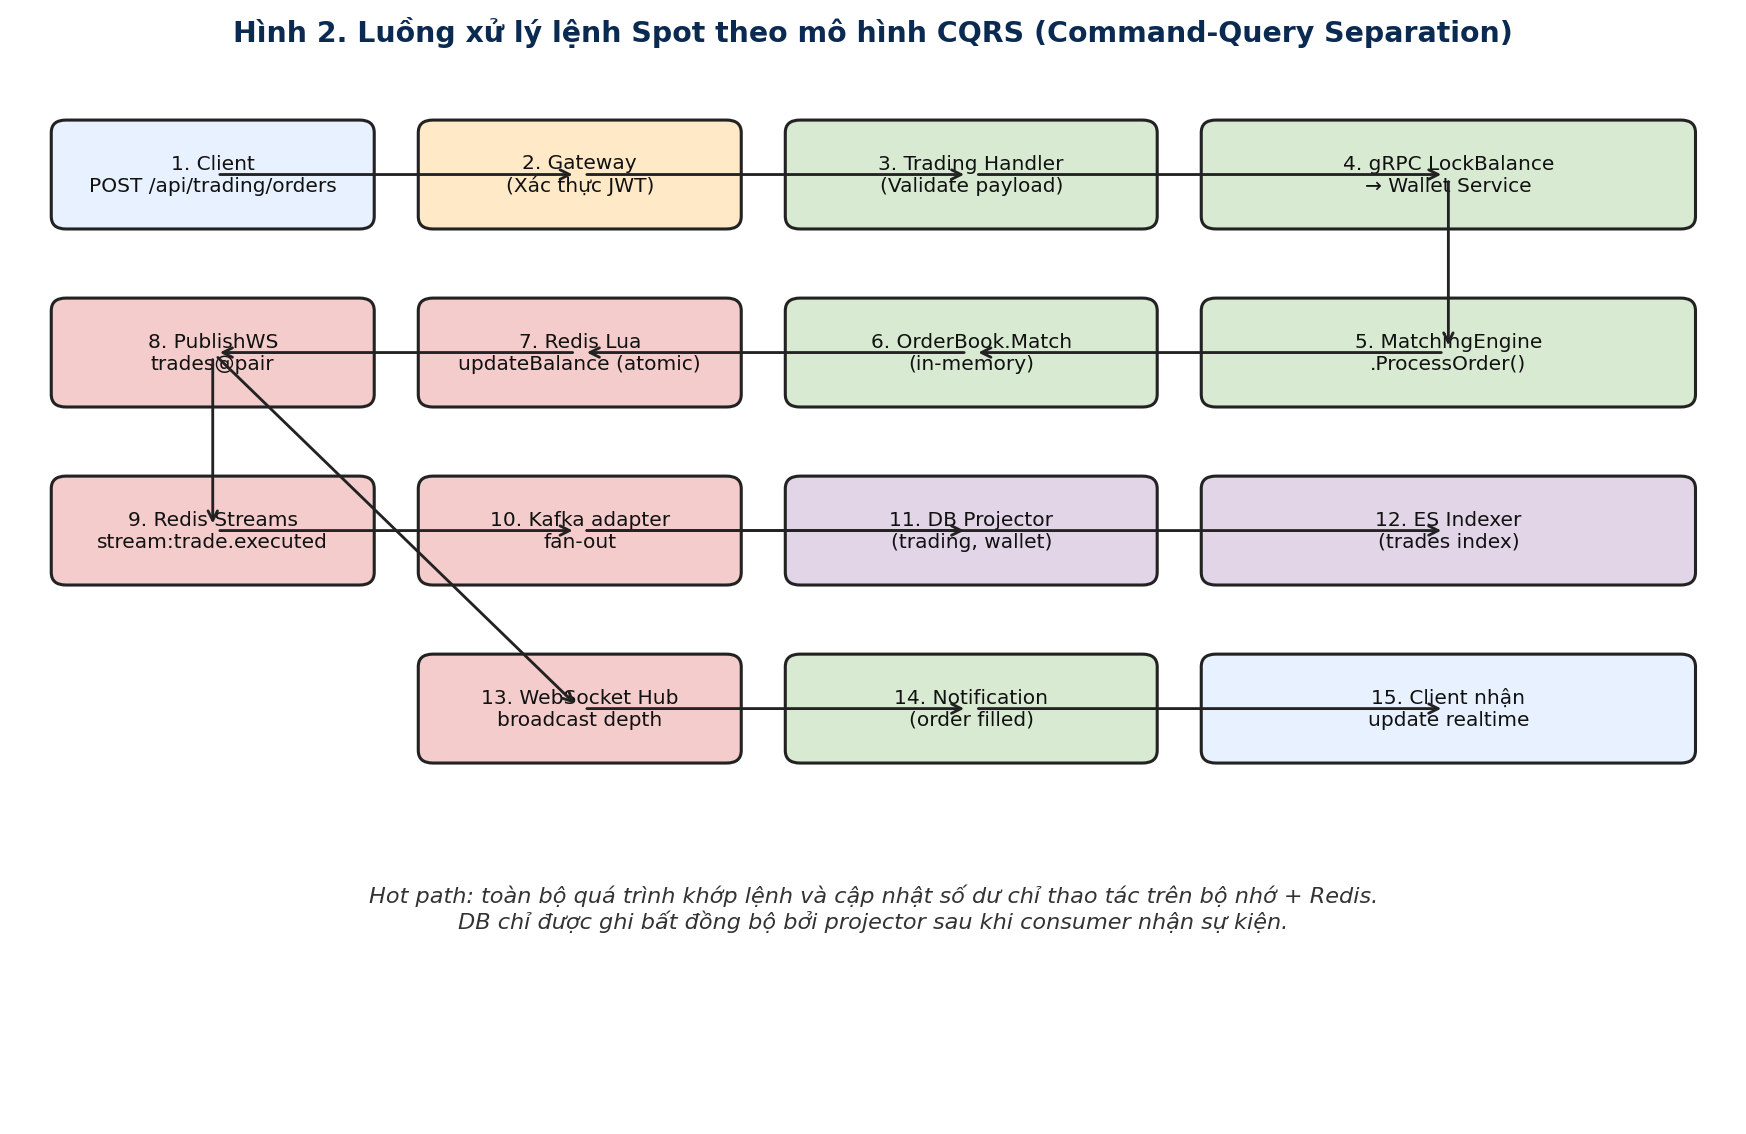 Hình 2. Luồng xử lý lệnh Spot theo mô hình CQRS (Command-Query Separation)
1. Client
POST /api/trading/orders
2. Gateway
(Xác thực JWT)
3. Trading Handler
(Validate payload)
4. gRPC LockBalance
→ Wallet Service
8. PublishWS
trades@pair
7. Redis Lua
updateBalance (atomic)
6. OrderBook.Match
(in-memory)
5. MatchingEngine
.ProcessOrder()
9. Redis Streams
stream:trade.executed
10. Kafka adapter
fan-out
11. DB Projector
(trading, wallet)
12. ES Indexer
(trades index)
13. WebSocket Hub
broadcast depth
14. Notification
(order filled)
15. Client nhận
update realtime
Hot path: toàn bộ quá trình khớp lệnh và cập nhật số dư chỉ thao tác trên bộ nhớ + Redis.
DB chỉ được ghi bất đồng bộ bởi projector sau khi consumer nhận sự kiện.